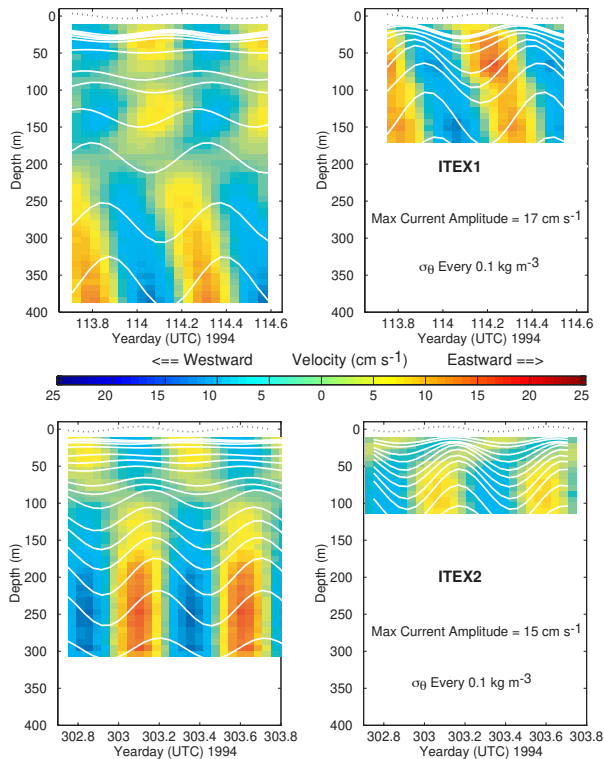 0
50
100
150
200
250
300
350
400
Depth (m)
113.8 114 114.2 114.4 114.6
Yearday (UTC) 1994
0
50
100
150
200
250
300
350
400
Depth (m)
ITEX1
Max Current Amplitude = 17 cm s-1
σθ Every 0.1 kg m-3
113.8 114 114.2 114.4 114.6
Yearday (UTC) 1994
<== Westward Velocity (cm s-1) Eastward ==>
25 20 15 10 5 0 5 10 15 20 25
0
50
100
150
200
250
300
350
400
Depth (m)
302.8 303 303.2 303.4 303.6 303.8
Yearday (UTC) 1994
0
50
100
150
200
250
300
350
400
Depth (m)
ITEX2
Max Current Amplitude = 15 cm s-1
σθ Every 0.1 kg m-3
302.8 303 303.2 303.4 303.6 303.8
Yearday (UTC) 1994